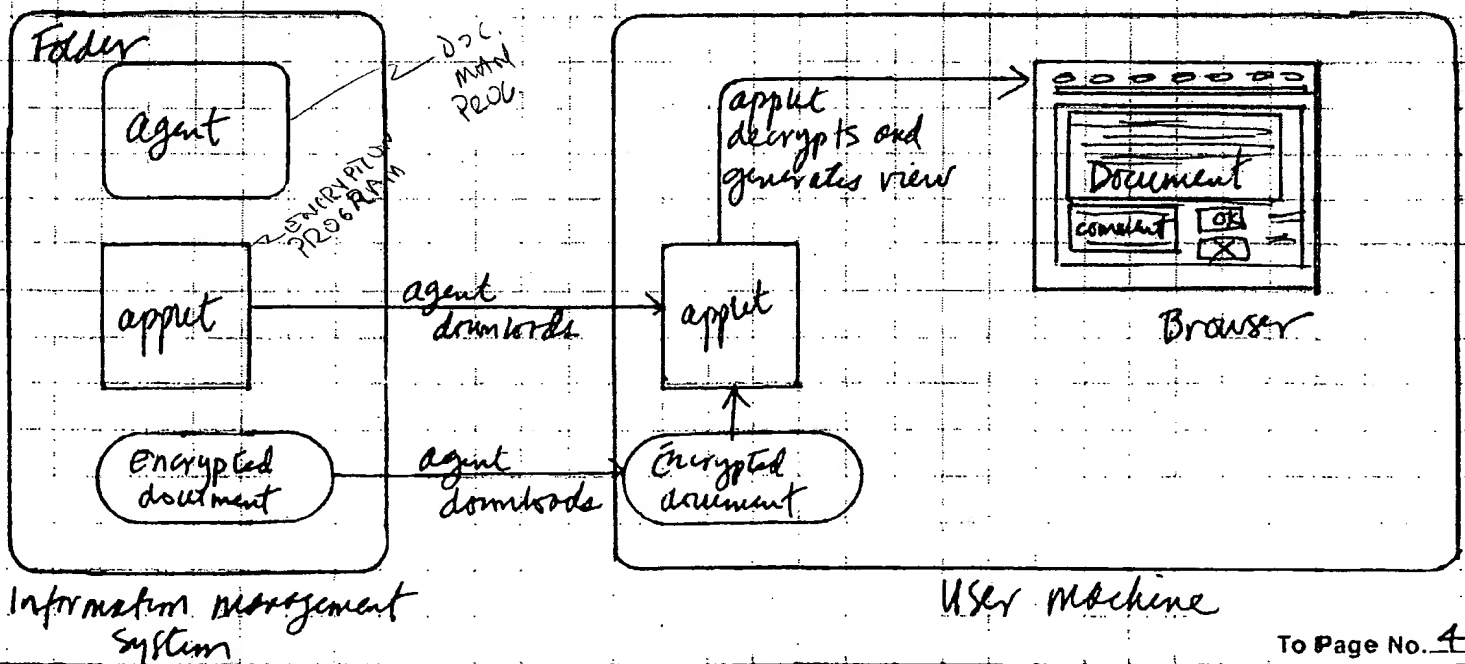 Folder
agent
DOC.
MAN
PROG.
ENCRYPTION
PROGRAM
applet
agent
downloads
applet
applet
decrypts and
generates view
Document
comment
OK
X
Browser
Encrypted
document
agent
downloads
Encrypted
document
Information management
System
User machine
To Page No. 4